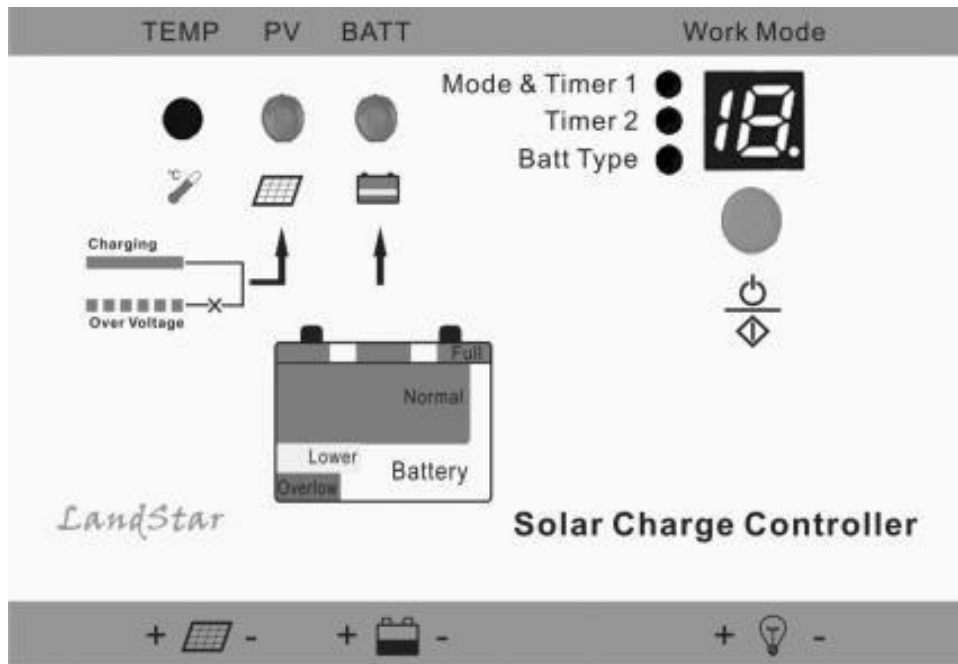 TEMP PV BATT Work Mode
Mode & Timer 1
Timer 2
Batt Type
18.
°C
Charging
Over Voltage
Full
Normal
Lower
Battery
Overlow
LandStar
Solar Charge Controller
+ - + - + -